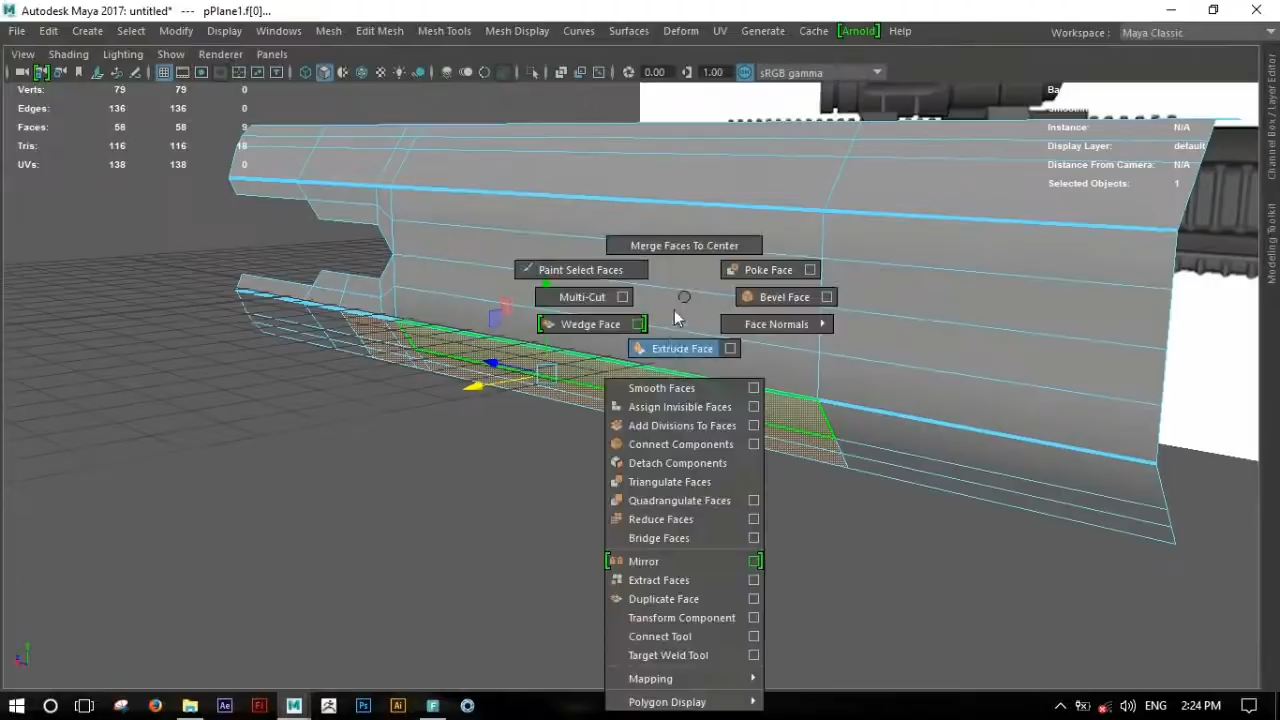 Autodesk Maya 2017: untitled* --- pPlane1.f[0]...
File Edit Create Select Modify Display Windows Mesh Edit Mesh Mesh Tools Mesh Display Curves Surfaces Deform UV Generate Cache Arnold Help Workspace : Maya Classic
View Shading Lighting Show Renderer Panels
0.00 1.00 sRGB gamma
Verts: 79 79 0
Edges: 136 136 0
Faces: 58 58 9
Tris: 116 116 18
UVs: 138 138 0
Instance: N/A
Display Layer: default
Distance From Camera: N/A
Selected Objects: 1
Channel Box / Layer Editor
Modeling Toolkit
Merge Faces To Center
Paint Select Faces
Poke Face
Multi-Cut
Bevel Face
Wedge Face
Face Normals
Extrude Face
Smooth Faces
Assign Invisible Faces
Add Divisions To Faces
Connect Components
Detach Components
Triangulate Faces
Quadrangulate Faces
Reduce Faces
Bridge Faces
Mirror
Extract Faces
Duplicate Face
Transform Component
Connect Tool
Target Weld Tool
Mapping
Polygon Display
Ae Fl Ps Ai F ENG 2:24 PM